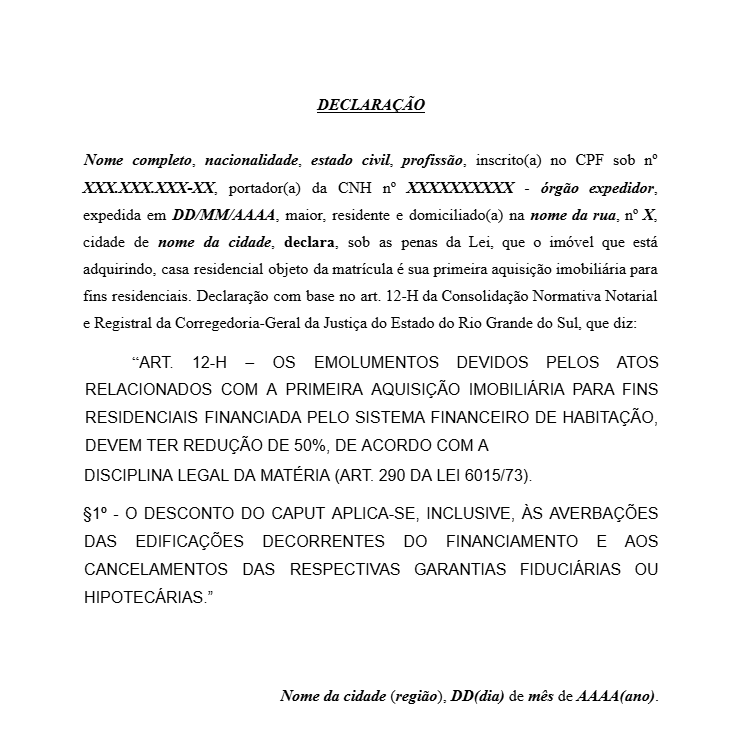 DECLARAÇÃO
Nome completo, nacionalidade, estado civil, profissão, inscrito(a) no CPF sob nº
XXX.XXX.XXX-XX, portador(a) da CNH nº XXXXXXXXXX - órgão expedidor,
expedida em DD/MM/AAAA, maior, residente e domiciliado(a) na nome da rua, nº X,
cidade de nome da cidade, declara, sob as penas da Lei, que o imóvel que está
adquirindo, casa residencial objeto da matrícula é sua primeira aquisição imobiliária para
fins residenciais. Declaração com base no art. 12-H da Consolidação Normativa Notarial
e Registral da Corregedoria-Geral da Justiça do Estado do Rio Grande do Sul, que diz:
“ART. 12-H – OS EMOLUMENTOS DEVIDOS PELOS ATOS
RELACIONADOS COM A PRIMEIRA AQUISIÇÃO IMOBILIÁRIA PARA FINS
RESIDENCIAIS FINANCIADA PELO SISTEMA FINANCEIRO DE HABITAÇÃO,
DEVEM TER REDUÇÃO DE 50%, DE ACORDO COM A
DISCIPLINA LEGAL DA MATÉRIA (ART. 290 DA LEI 6015/73).
§1º - O DESCONTO DO CAPUT APLICA-SE, INCLUSIVE, ÀS AVERBAÇÕES
DAS EDIFICAÇÕES DECORRENTES DO FINANCIAMENTO E AOS
CANCELAMENTOS DAS RESPECTIVAS GARANTIAS FIDUCIÁRIAS OU
HIPOTECÁRIAS.”
Nome da cidade (região), DD(dia) de mês de AAAA(ano).